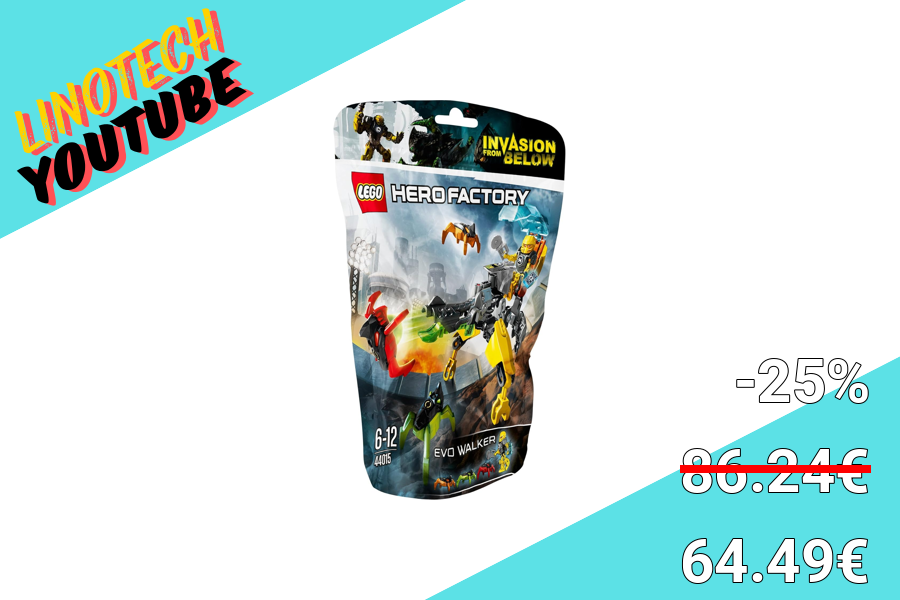 LINOTECH
YOUTUBE
INVASION
FROM BELOW
LEGO HERO FACTORY
6-12
44015
EVO WALKER
-25%
86.24€
64.49€